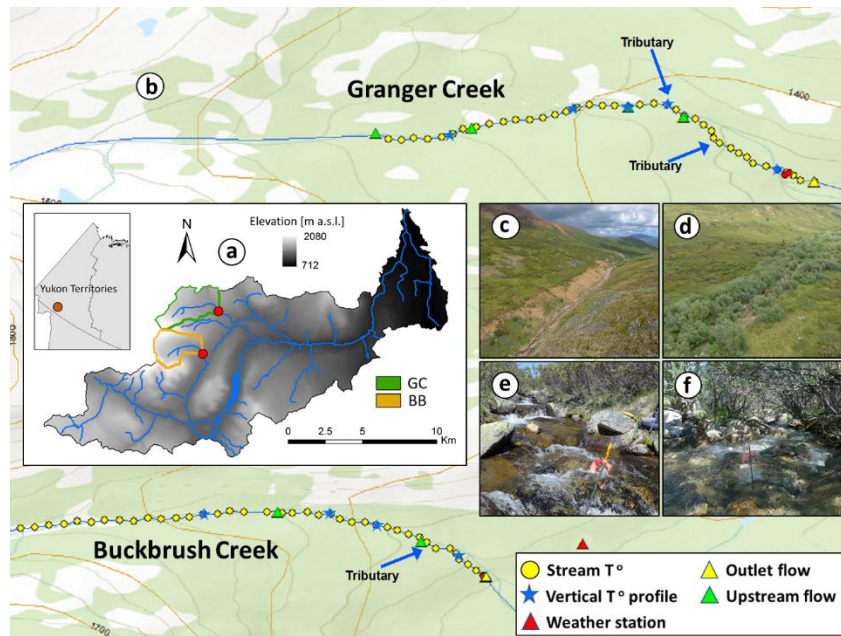 Tributary
b
Granger Creek
1400
Tributary
1600
N
Elevation [m a.s.l.]
2080
712
a
Yukon Territories
GC
BB
0
2.5
5
10
Km
c
d
e
f
1800
Buckbrush Creek
Tributary
1700
Stream T°
Outlet flow
Vertical T° profile
Upstream flow
Weather station